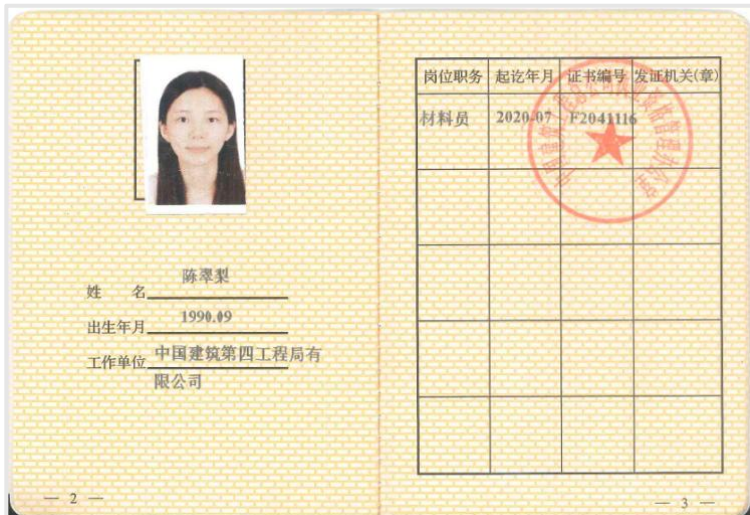 陈翠梨
姓 名
1990.09
出生年月
中国建筑第四工程局有
工作单位
限公司
— 2 —
岗位职务 起讫年月 证书编号 发证机关(章)
材料员 2020-07 F2041116
— 3 —